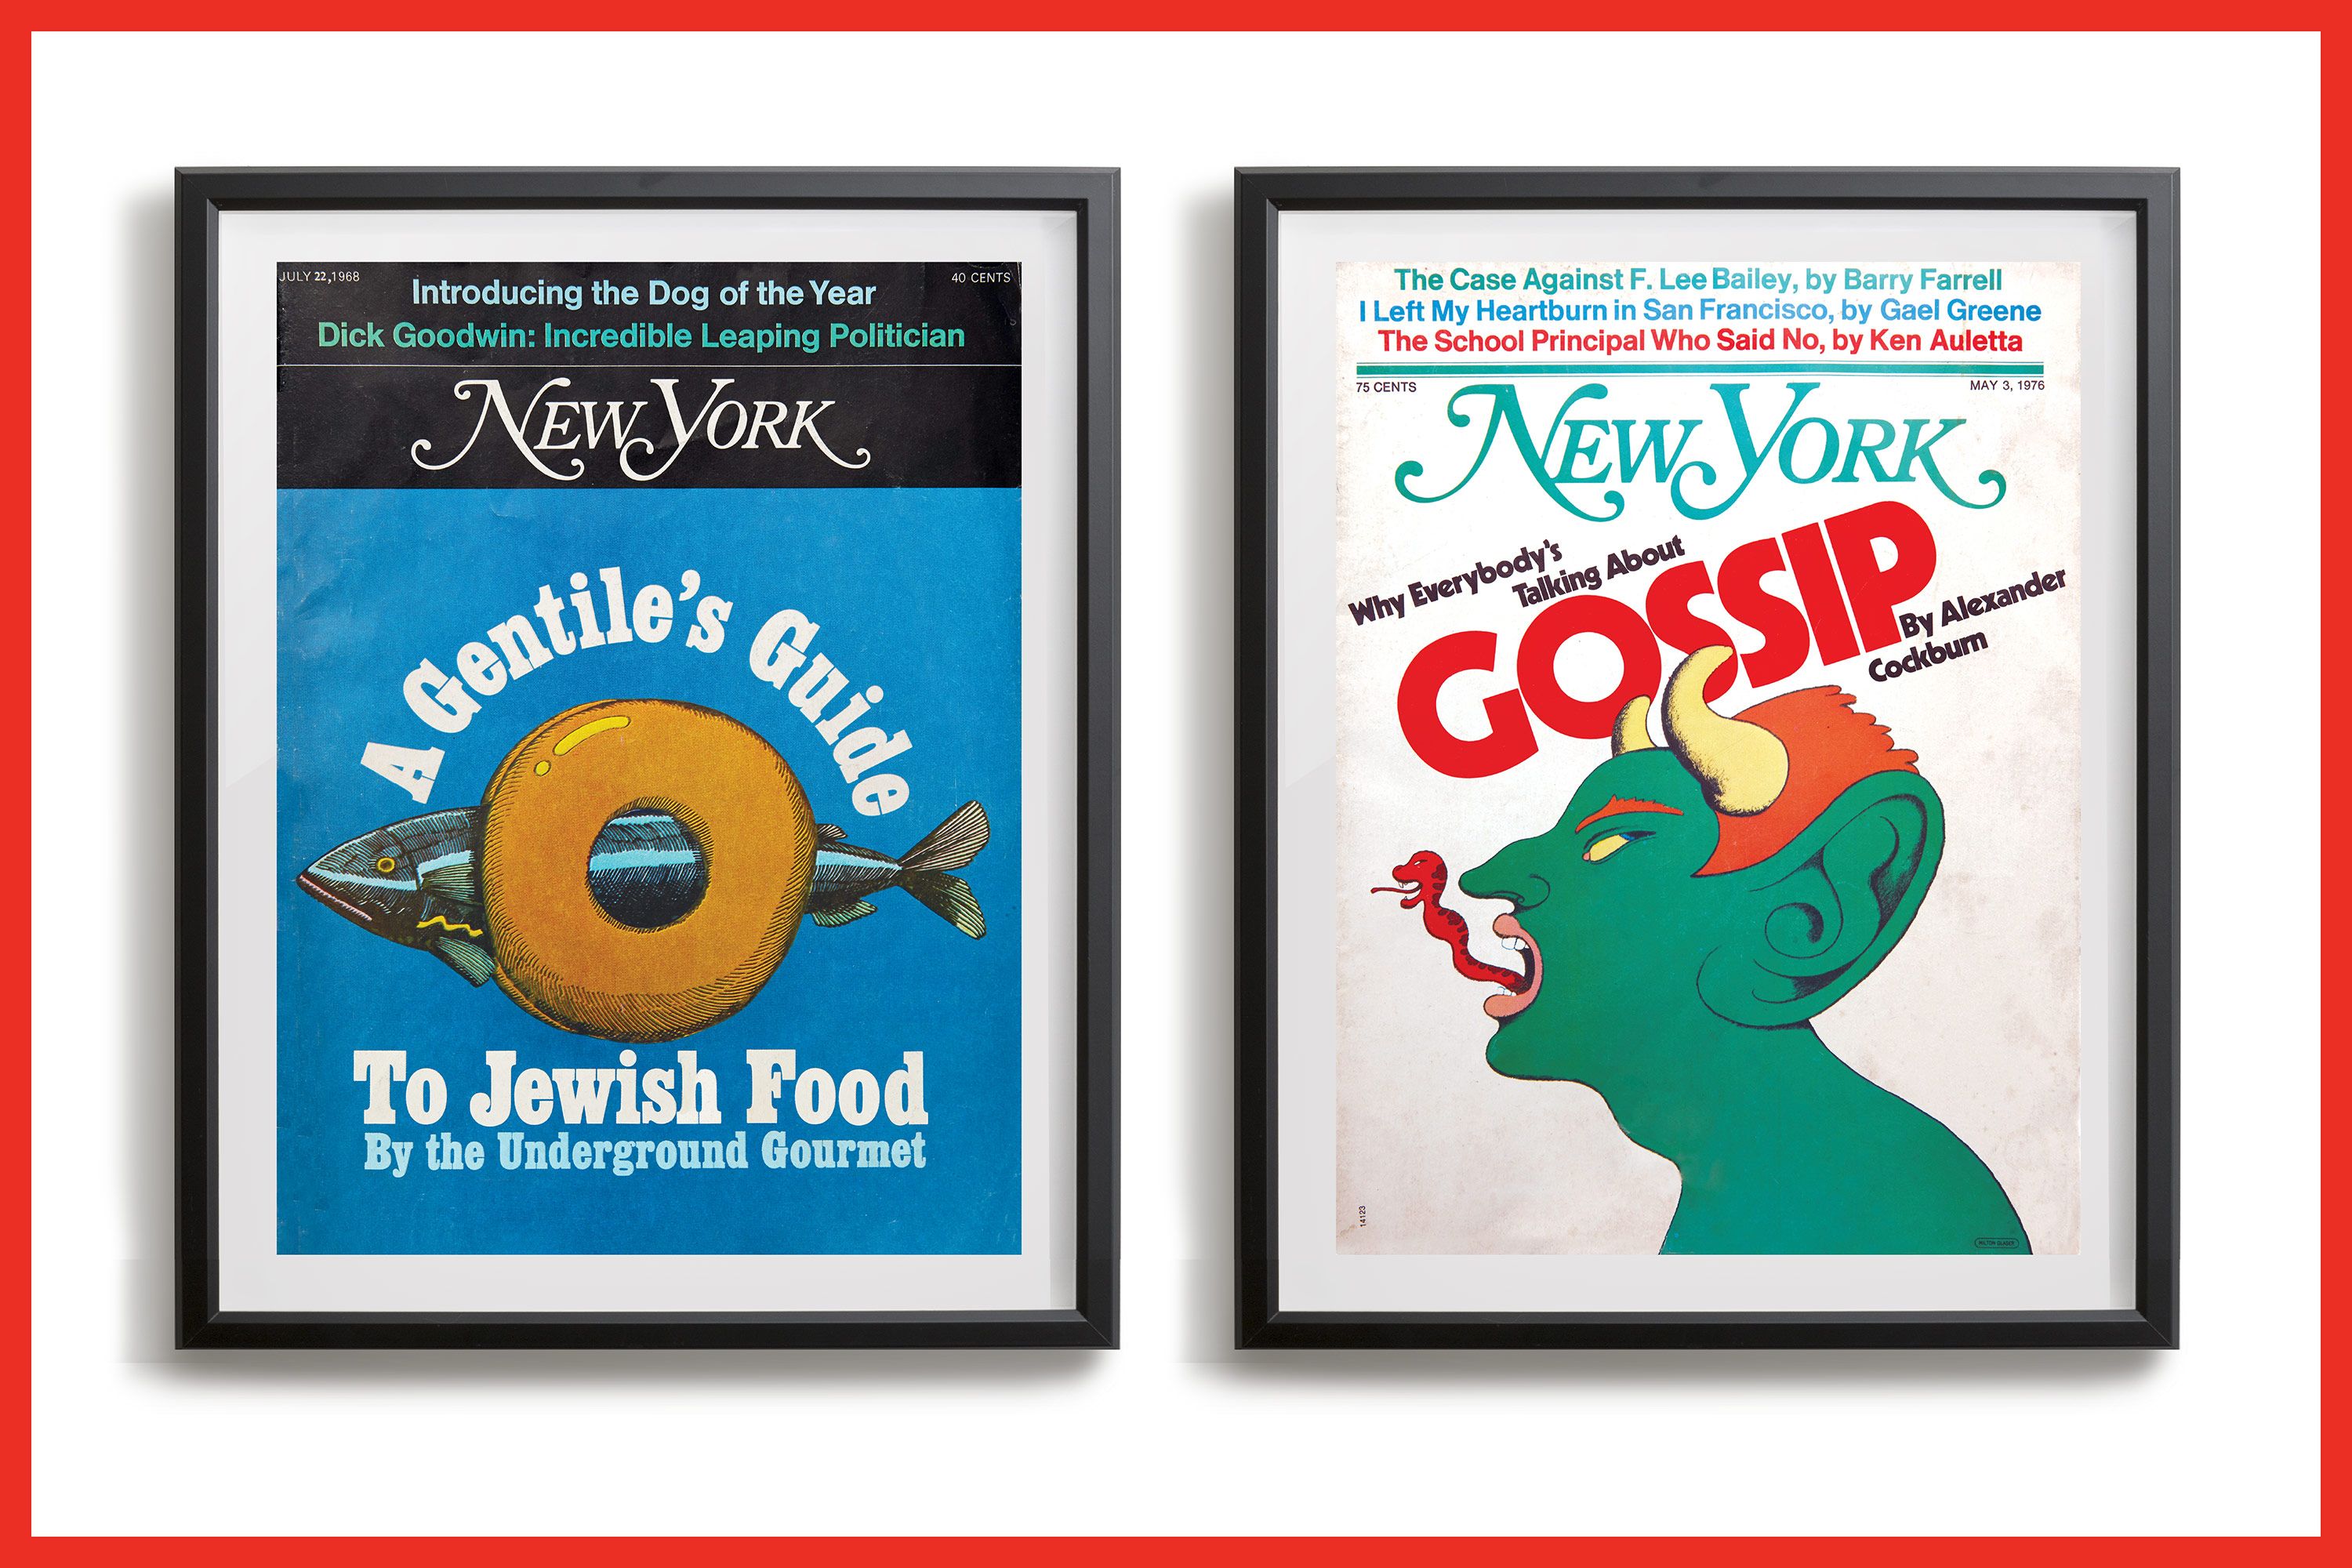 JULY 22, 1968
40 CENTS
Introducing the Dog of the Year
Dick Goodwin: Incredible Leaping Politician
NEW YORK
A Gentile's Guide
To Jewish Food
By the Underground Gourmet
The Case Against F. Lee Bailey, by Barry Farrell
I Left My Heartburn in San Francisco, by Gael Greene
The School Principal Who Said No, by Ken Auletta
75 CENTS
MAY 3, 1976
NEW YORK
Why Everybody's
Talking About
GOSSIP
By Alexander
Cockburn
14123
MILTON GLASER